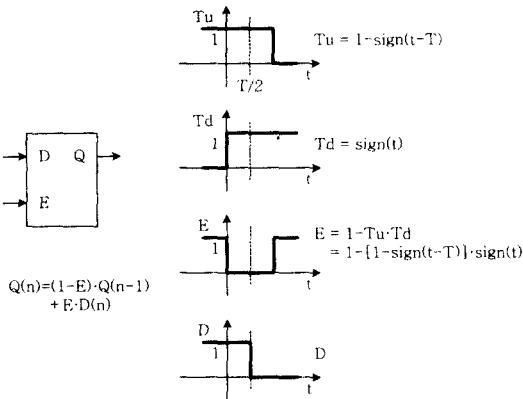 Tu
1
Tu = 1-sign(t-T)
T/2
t
Td
1
Td = sign(t)
t
D Q
E
E
1
E = 1-Tu·Td
= 1-[1-sign(t-T)]·sign(t)
t
Q(n)=(1-E)·Q(n-1)
+E·D(n)
D
1
D
t